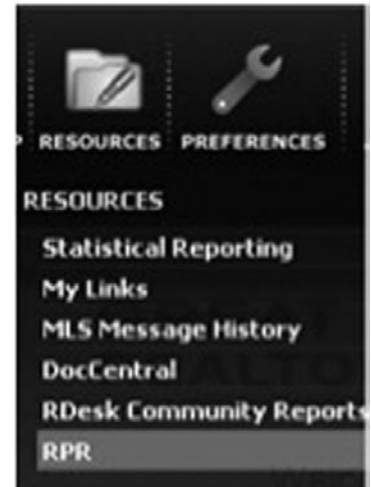 RESOURCES PREFERENCES
RESOURCES
Statistical Reporting
My Links
MLS Message History
DocCentral
RDesk Community Reports
RPR